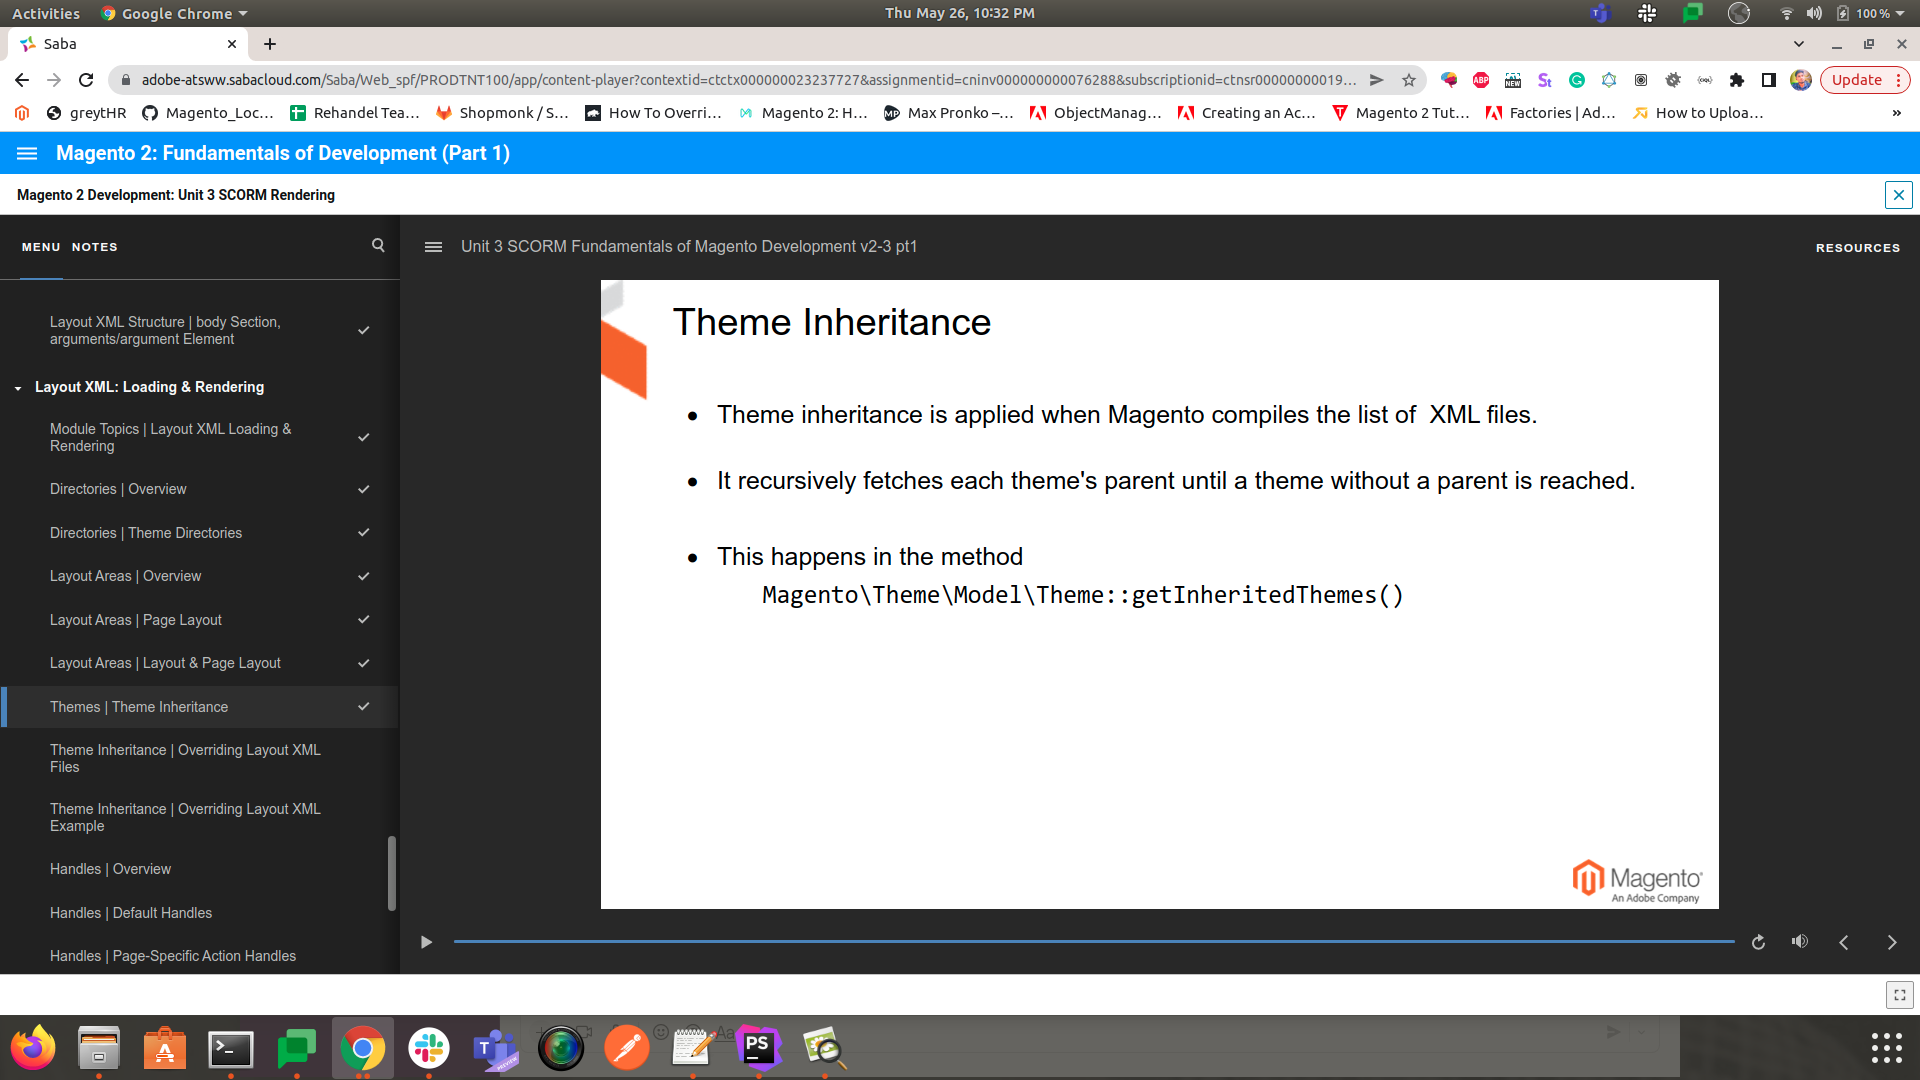 Activities
Google Chrome
Thu May 26, 10:32 PM
100 %
Saba
adobe-atsww.sabacloud.com/Saba/Web_spf/PRODTNT100/app/content-player?contextid=ctctx000000023237727&assignmentid=cninv000000000076288&subscriptionid=ctnsr00000000019...
Update
greytHR
Magento_Loc...
Rehandel Tea...
Shopmonk / S...
How To Overri...
Magento 2: H...
Max Pronko –...
ObjectManag...
Creating an Ac...
Magento 2 Tut...
Factories | Ad...
How to Uploa...
»
Magento 2: Fundamentals of Development (Part 1)
Magento 2 Development: Unit 3 SCORM Rendering
MENU
NOTES
Unit 3 SCORM Fundamentals of Magento Development v2-3 pt1
RESOURCES
Layout XML Structure | body Section,
arguments/argument Element
Layout XML: Loading & Rendering
Module Topics | Layout XML Loading &
Rendering
Directories | Overview
Directories | Theme Directories
Layout Areas | Overview
Layout Areas | Page Layout
Layout Areas | Layout & Page Layout
Themes | Theme Inheritance
Theme Inheritance | Overriding Layout XML
Files
Theme Inheritance | Overriding Layout XML
Example
Handles | Overview
Handles | Default Handles
Handles | Page-Specific Action Handles
Theme Inheritance
• Theme inheritance is applied when Magento compiles the list of  XML files.
• It recursively fetches each theme's parent until a theme without a parent is reached.
• This happens in the method
Magento\Theme\Model\Theme::getInheritedThemes()
Magento
An Adobe Company